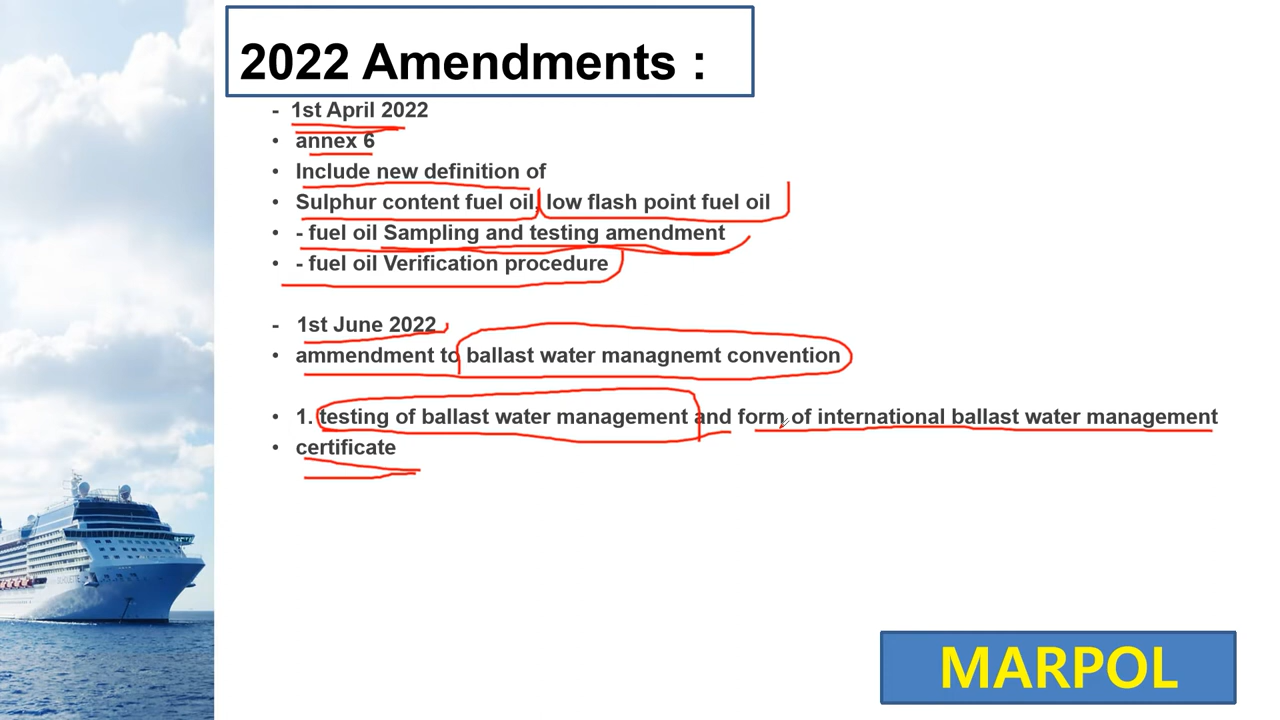 2022 Amendments :
- 1st April 2022
• annex 6
• Include new definition of
• Sulphur content fuel oil, low flash point fuel oil
• - fuel oil Sampling and testing amendment
• - fuel oil Verification procedure
- 1st June 2022
• ammendment to ballast water managnemt convention
• 1. testing of ballast water management and form of international ballast water management
• certificate
MARPOL